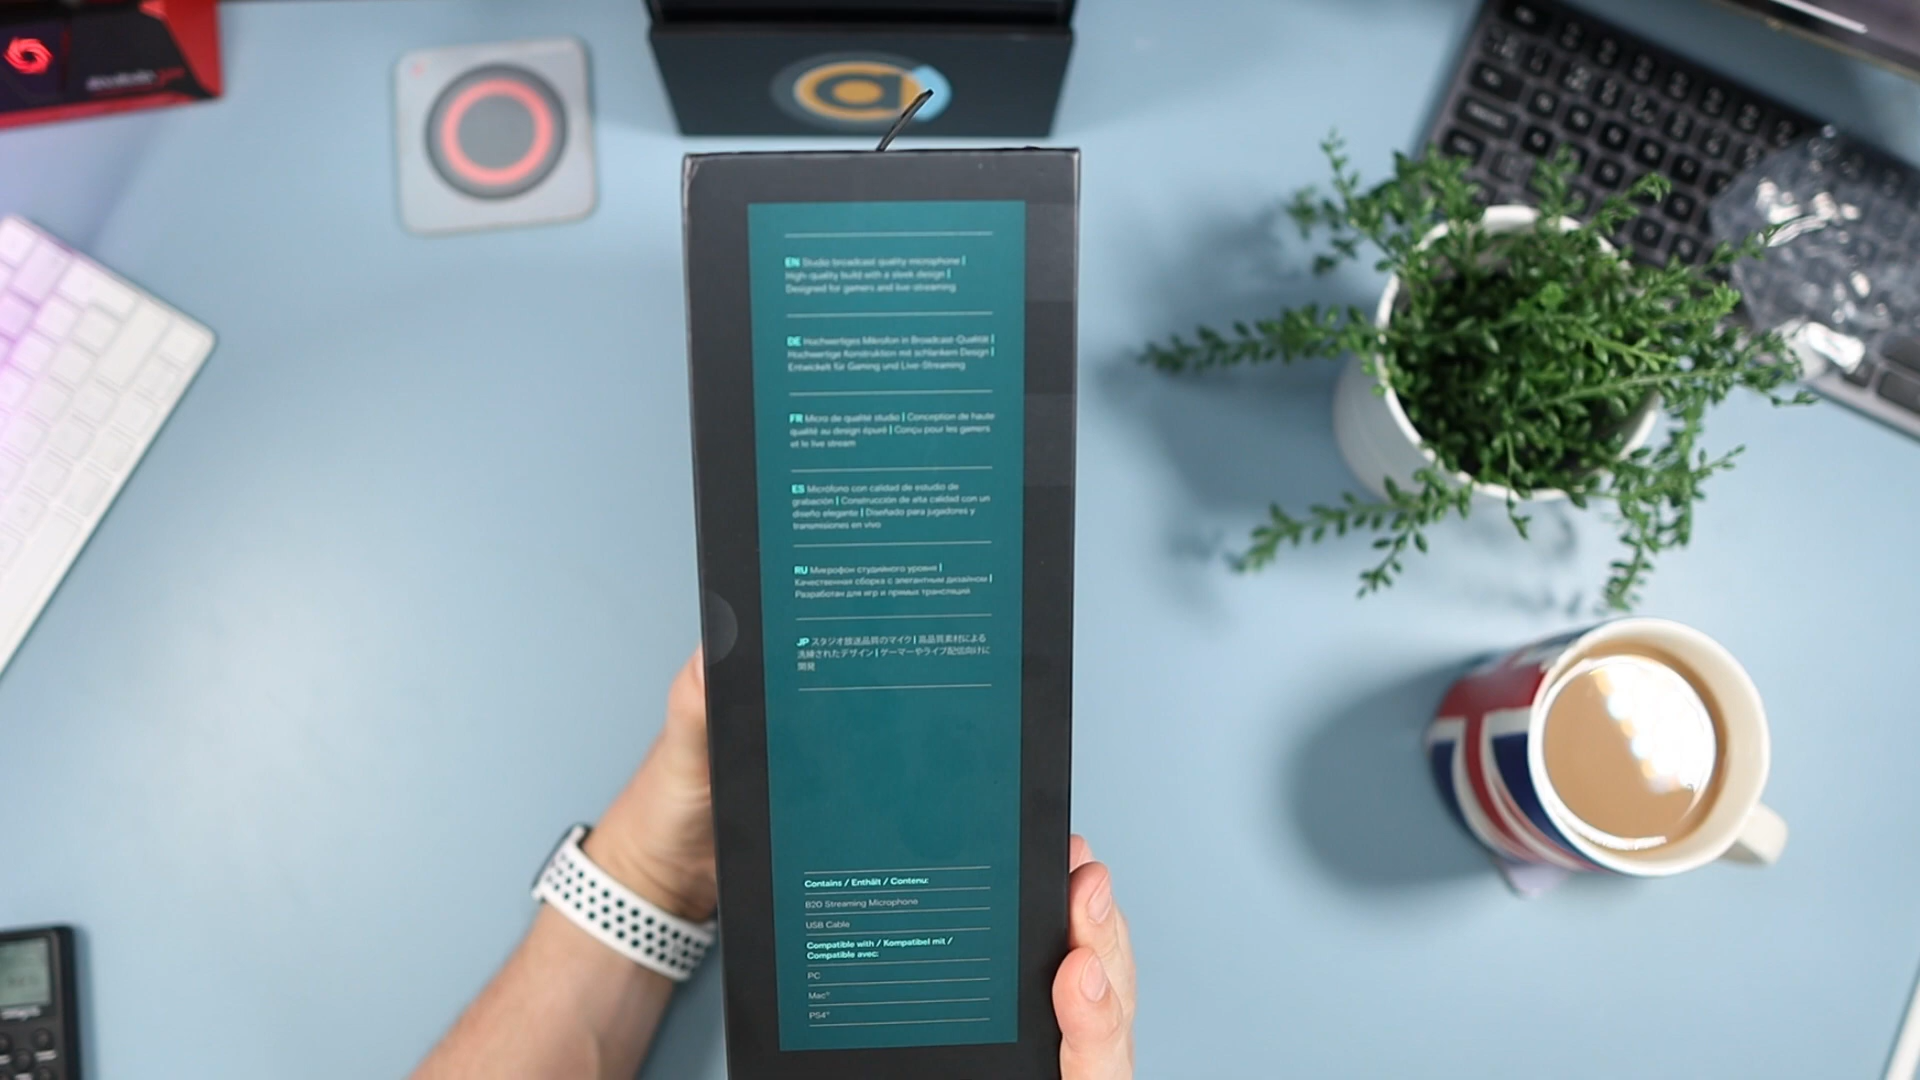 EN Studio broadcast quality microphone |
High-quality build with a sleek design |
Designed for gamers and live-streaming
DE Hochwertiges Mikrofon in Broadcast-Qualität |
Hochwertige Konstruktion mit schlankem Design |
Entwickelt für Gaming und Live-Streaming
FR Micro de qualité studio | Conception de haute
qualité au design épuré | Conçu pour les gamers
et le live stream
ES Micrófono con calidad de estudio de
grabación | Construcción de alta calidad con un
diseño elegante | Diseñado para jugadores y
transmisiones en vivo
RU Микрофон студийного уровня |
Качественная сборка с элегантным дизайном |
Разработан для игр и прямых трансляций
JP スタジオ放送品質のマイク | 高品質素材による
洗練されたデザイン | ゲーマーやライブ配信向けに
開発
Contains / Enthält / Contenu:
B20 Streaming Microphone
USB Cable
Compatible with / Kompatibel mit /
Compatible avec:
PC
Mac®
PS4®